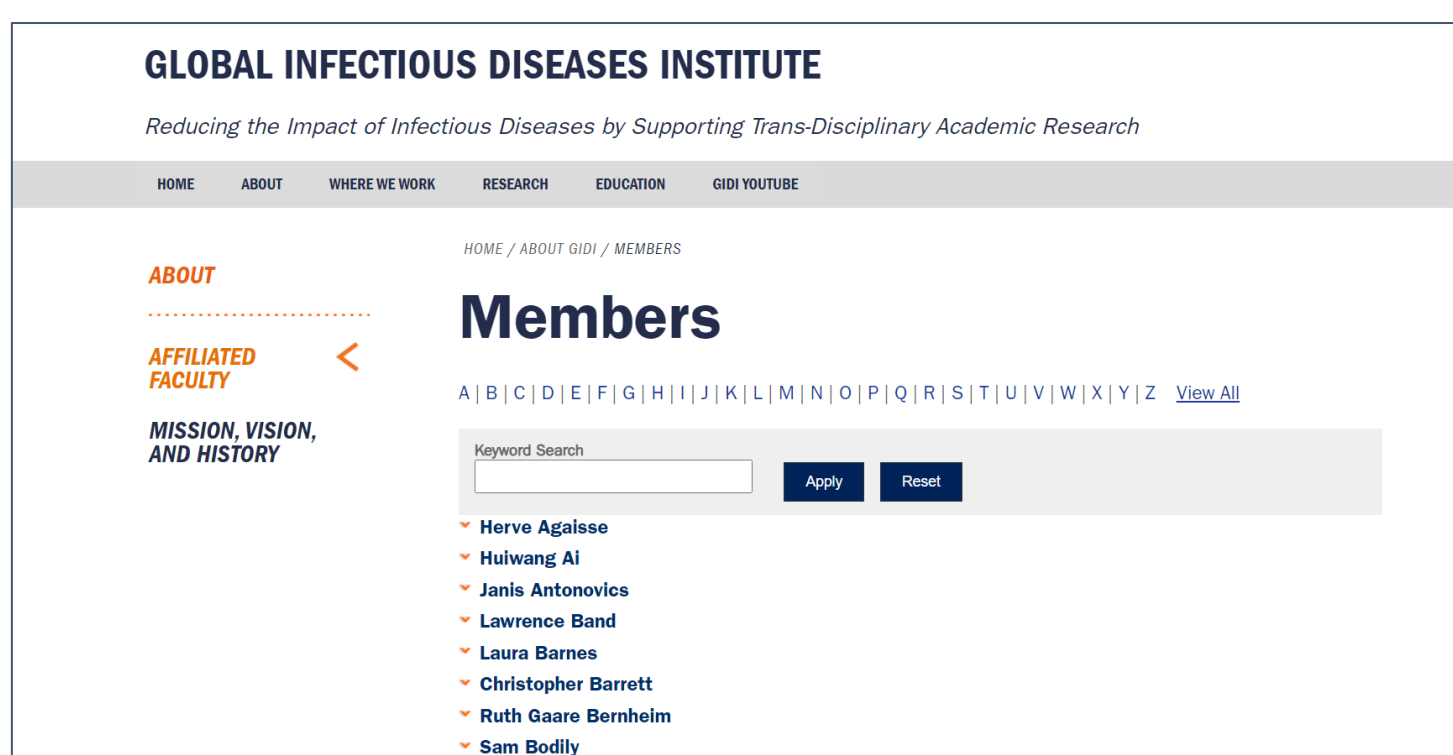 GLOBAL INFECTIOUS DISEASES INSTITUTE
Reducing the Impact of Infectious Diseases by Supporting Trans-Disciplinary Academic Research
HOME ABOUT WHERE WE WORK RESEARCH EDUCATION GIDI YOUTUBE
ABOUT
AFFILIATED
FACULTY
MISSION, VISION,
AND HISTORY
HOME / ABOUT GIDI / MEMBERS
Members
A | B | C | D | E | F | G | H | I | J | K | L | M | N | O | P | Q | R | S | T | U | V | W | X | Y | Z View All
Keyword Search
Apply Reset
Herve Agaisse
Huiwang Ai
Janis Antonovics
Lawrence Band
Laura Barnes
Christopher Barrett
Ruth Gaare Bernheim
Sam Bodily